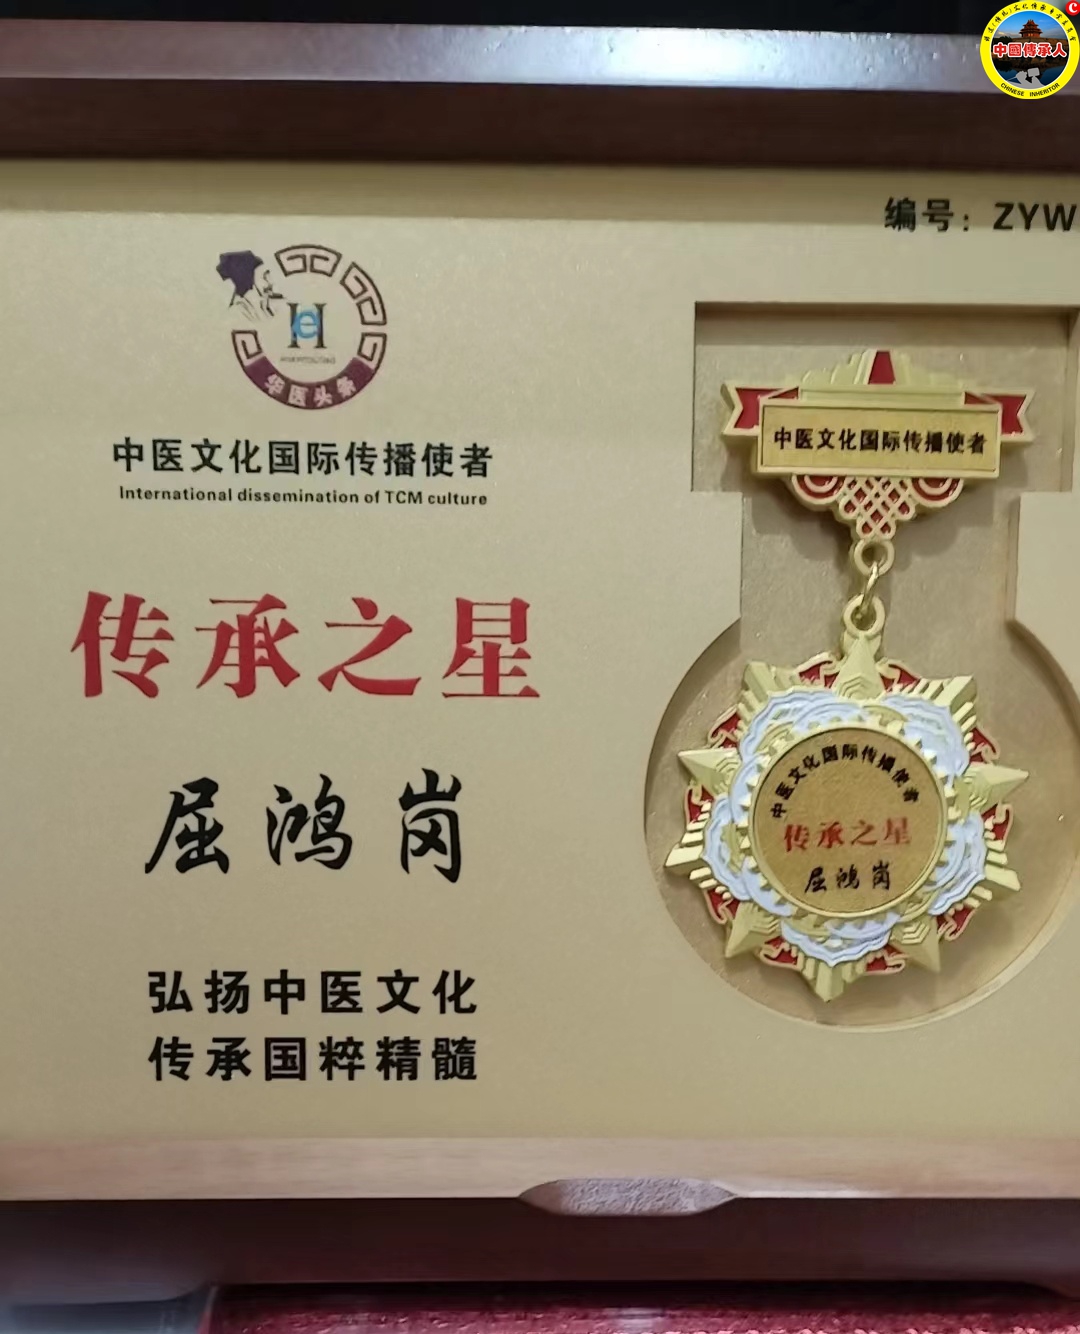 中國傳承人
CHINESE INHERITOR
编号：ZYW
华医头条
中医文化国际传播使者
International dissemination of TCM culture
传承之星
屈鸿岗
弘扬中医文化
传承国粹精髓
中医文化国际传播使者
中医文化国际传播使者
传承之星
屈鸿岗